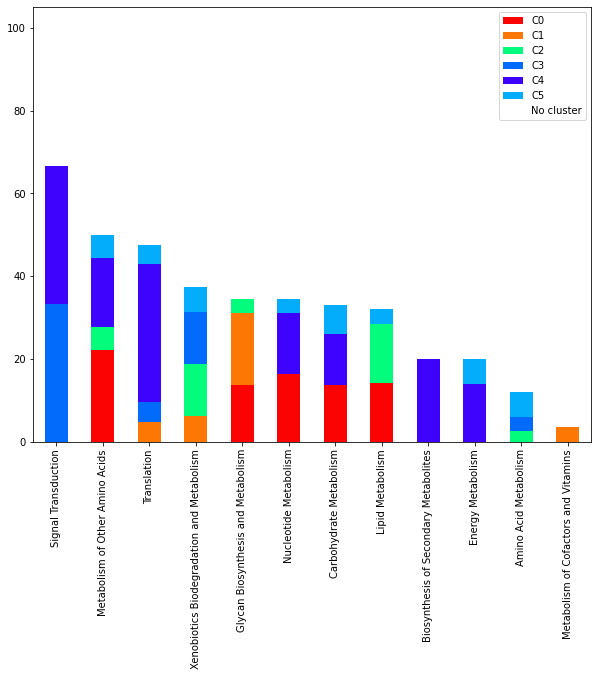 100
80
60
40
20
0
C0
C1
C2
C3
C4
C5
No cluster
Signal Transduction
Metabolism of Other Amino Acids
Translation
Xenobiotics Biodegradation and Metabolism
Glycan Biosynthesis and Metabolism
Nucleotide Metabolism
Carbohydrate Metabolism
Lipid Metabolism
Biosynthesis of Secondary Metabolites
Energy Metabolism
Amino Acid Metabolism
Metabolism of Cofactors and Vitamins